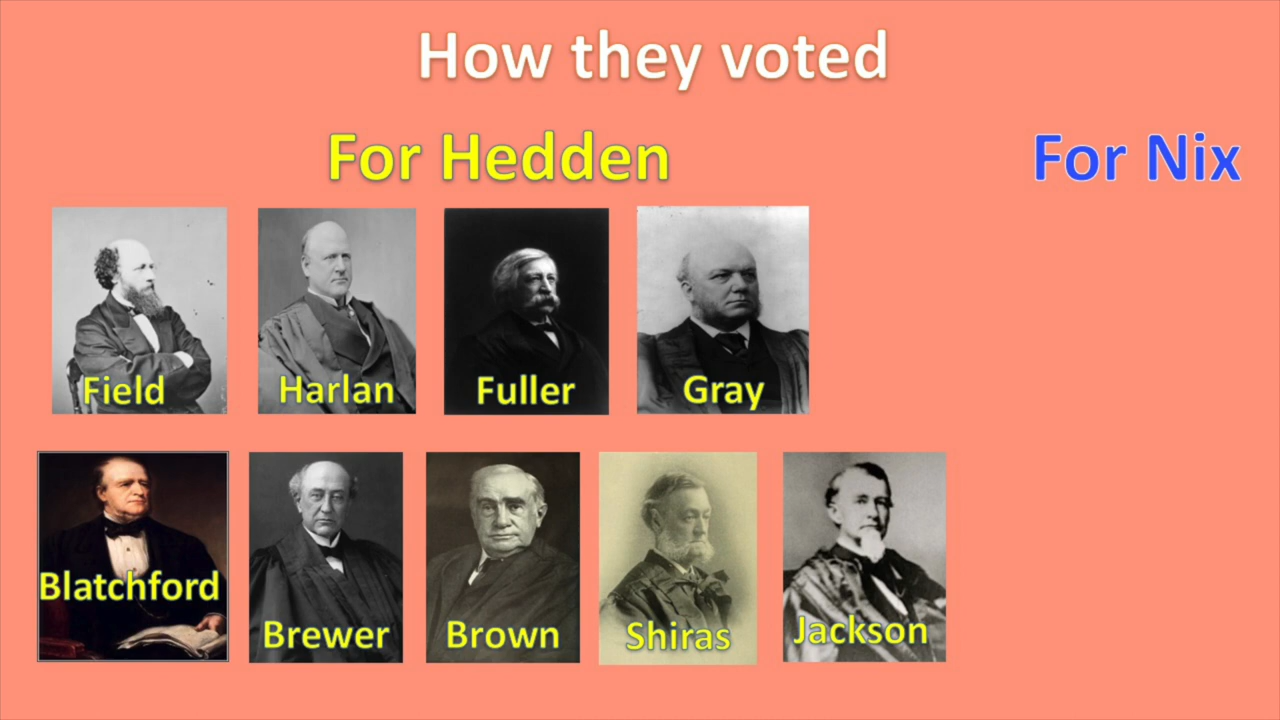 How they voted
For Hedden
For Nix
Field
Harlan
Fuller
Gray
Blatchford
Brewer
Brown
Shiras
Jackson